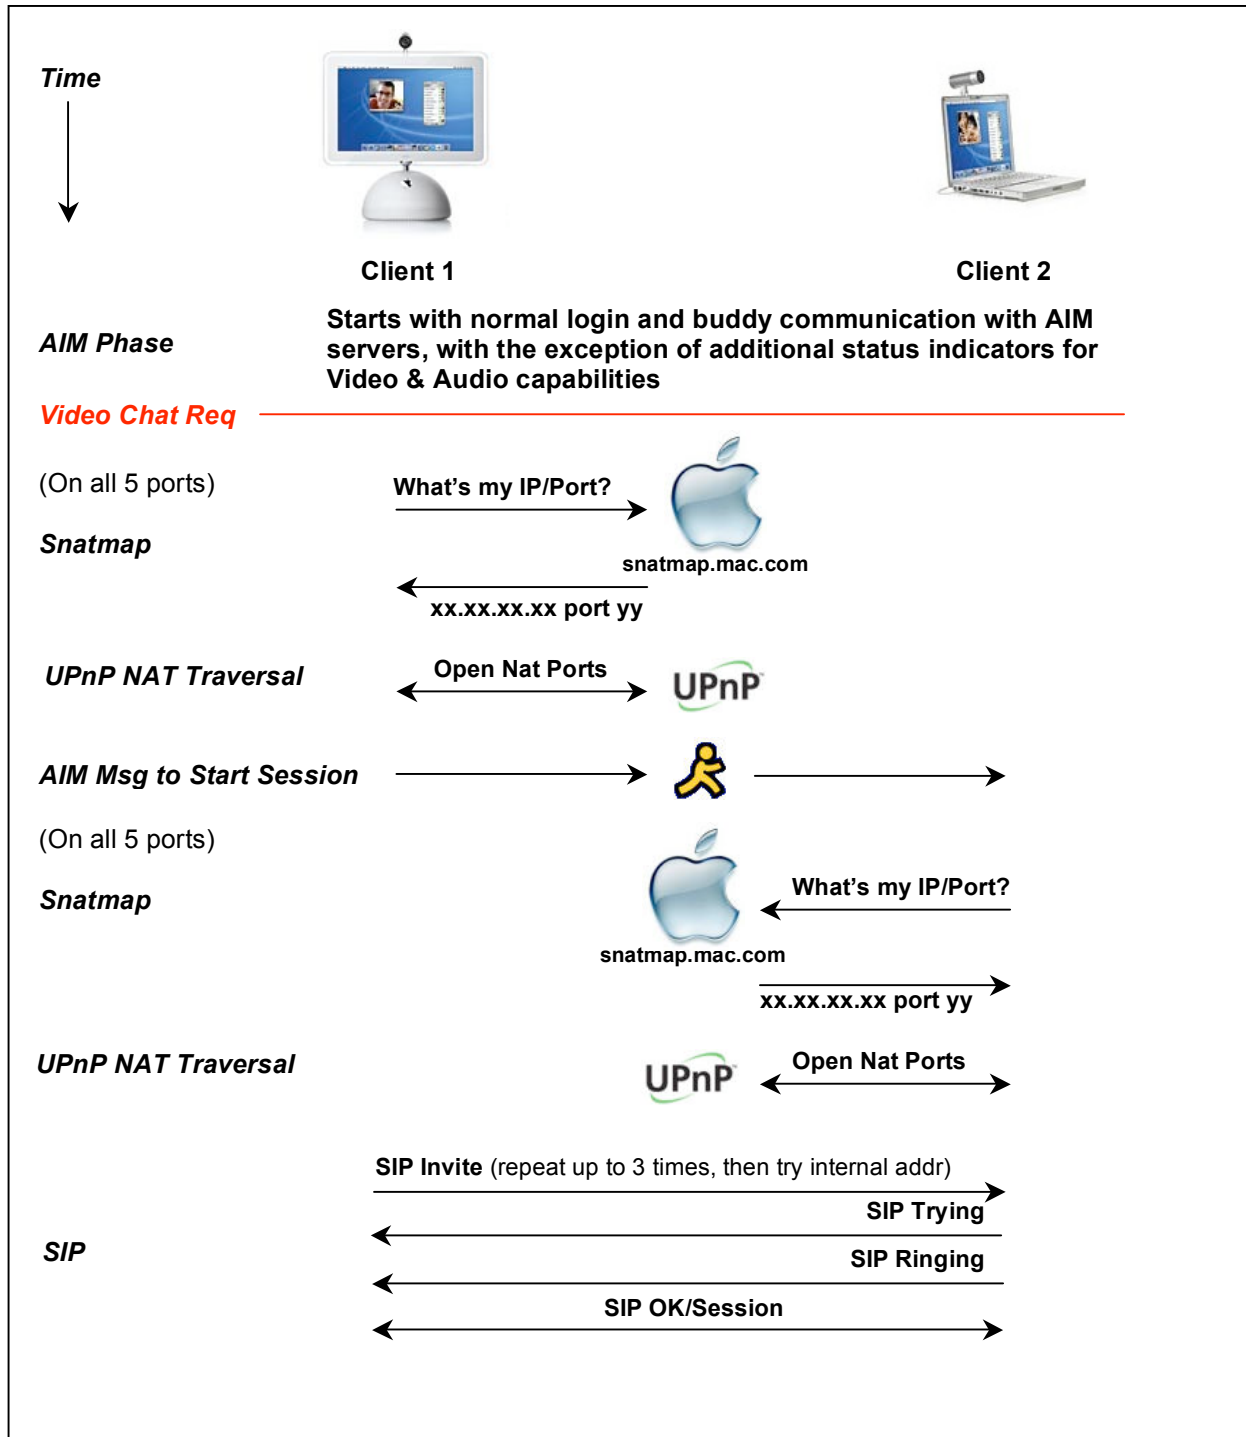 Time
Client 1
Client 2
AIM Phase
Starts with normal login and buddy communication with AIM
servers, with the exception of additional status indicators for
Video & Audio capabilities
Video Chat Req
(On all 5 ports)
What's my IP/Port?
Snatmap
snatmap.mac.com
xx.xx.xx.xx port yy
UPnP NAT Traversal
Open Nat Ports
UPnP™
AIM Msg to Start Session
(On all 5 ports)
What's my IP/Port?
Snatmap
snatmap.mac.com
xx.xx.xx.xx port yy
UPnP NAT Traversal
UPnP™
Open Nat Ports
SIP Invite (repeat up to 3 times, then try internal addr)
SIP Trying
SIP
SIP Ringing
SIP OK/Session